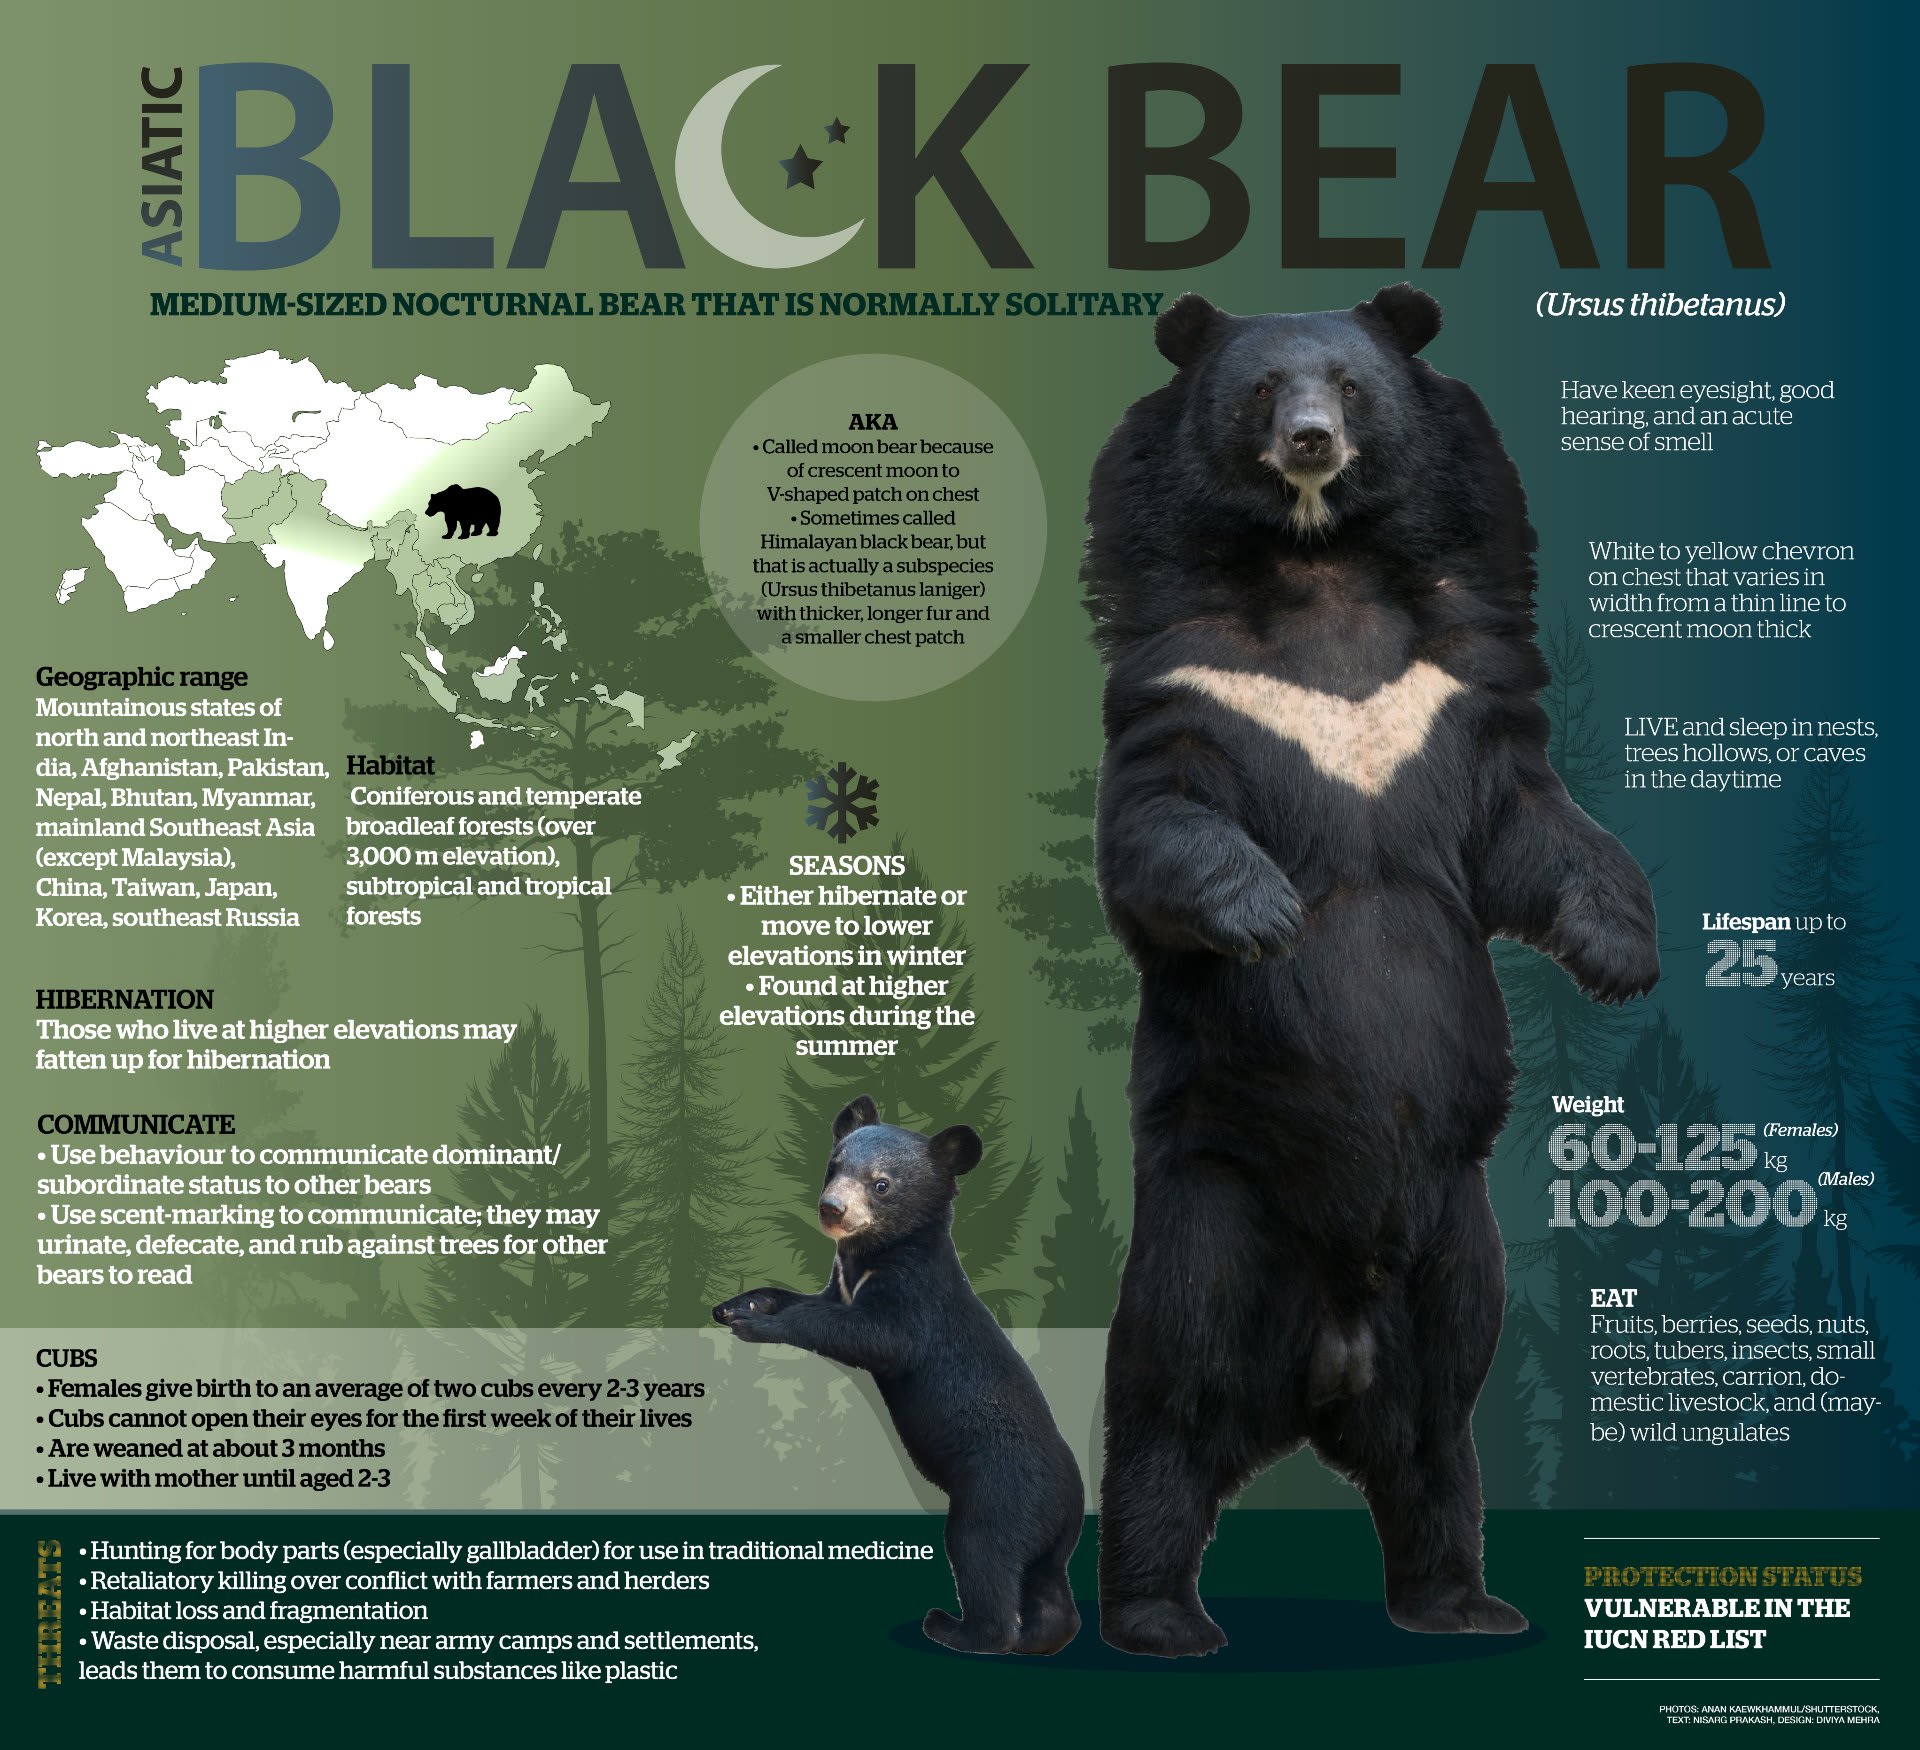 ASIATIC
BLACK BEAR
MEDIUM-SIZED NOCTURNAL BEAR THAT IS NORMALLY SOLITARY
(Ursus thibetanus)
AKA
• Called moon bear because
of crescent moon to
V-shaped patch on chest
• Sometimes called
Himalayan black bear, but
that is actually a subspecies
(Ursus thibetanus laniger)
with thicker, longer fur and
a smaller chest patch
Have keen eyesight, good
hearing, and an acute
sense of smell
White to yellow chevron
on chest that varies in
width from a thin line to
crescent moon thick
LIVE and sleep in nests,
trees hollows, or caves
in the daytime
Geographic range
Mountainous states of
north and northeast In-
dia, Afghanistan, Pakistan,
Nepal, Bhutan, Myanmar,
mainland Southeast Asia
(except Malaysia),
China, Taiwan, Japan,
Korea, southeast Russia
Habitat
Coniferous and temperate
broadleaf forests (over
3,000 m elevation),
subtropical and tropical
forests
SEASONS
• Either hibernate or
move to lower
elevations in winter
• Found at higher
elevations during the
summer
Lifespan up to
25 years
HIBERNATION
Those who live at higher elevations may
fatten up for hibernation
COMMUNICATE
• Use behaviour to communicate dominant/
subordinate status to other bears
• Use scent-marking to communicate; they may
urinate, defecate, and rub against trees for other
bears to read
Weight
60-125 kg (Females)
100-200 kg (Males)
EAT
Fruits, berries, seeds, nuts,
roots, tubers, insects, small
vertebrates, carrion, do-
mestic livestock, and (may-
be) wild ungulates
CUBS
• Females give birth to an average of two cubs every 2-3 years
• Cubs cannot open their eyes for the first week of their lives
• Are weaned at about 3 months
• Live with mother until aged 2-3
THREATS
• Hunting for body parts (especially gallbladder) for use in traditional medicine
• Retaliatory killing over conflict with farmers and herders
• Habitat loss and fragmentation
• Waste disposal, especially near army camps and settlements,
leads them to consume harmful substances like plastic
PROTECTION STATUS
VULNERABLE IN THE
IUCN RED LIST
PHOTOS: ANAN KAEWKHAMMUL/SHUTTERSTOCK,
TEXT: NISARG PRAKASH, DESIGN: DIVIYA MEHRA